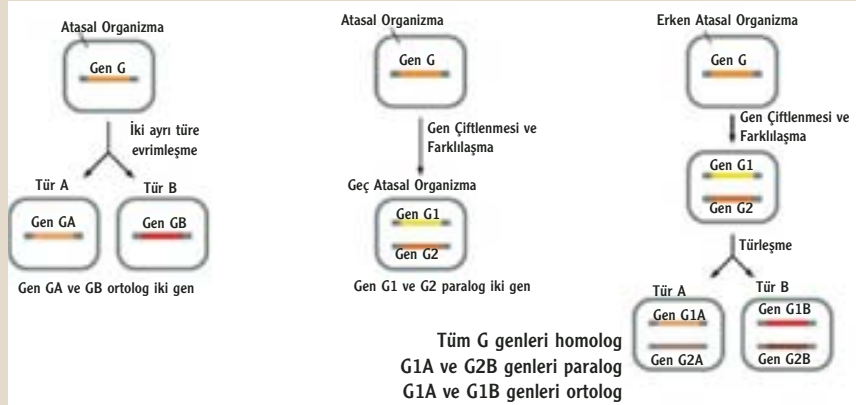 Atasal Organizma
Gen G
İki ayrı türe
evrimleşme
Tür A
Tür B
Gen GA
Gen GB
Gen GA ve GB ortolog iki gen
Atasal Organizma
Gen G
Gen Çiftlenmesi ve
Farklılaşma
Geç Atasal Organizma
Gen G1
Gen G2
Gen G1 ve G2 paralog iki gen
Erken Atasal Organizma
Gen G
Gen Çiftlenmesi ve
Farklılaşma
Gen G1
Gen G2
Türleşme
Tür A
Tür B
Gen G1A
Gen G2A
Gen G1B
Gen G2B
Tüm G genleri homolog
G1A ve G2B genleri paralog
G1A ve G1B genleri ortolog